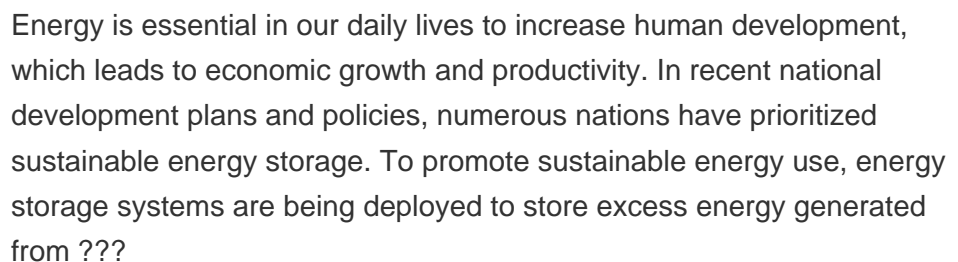 Energy is essential in our daily lives to increase human development,
which leads to economic growth and productivity. In recent national
development plans and policies, numerous nations have prioritized
sustainable energy storage. To promote sustainable energy use, energy
storage systems are being deployed to store excess energy generated
from ???